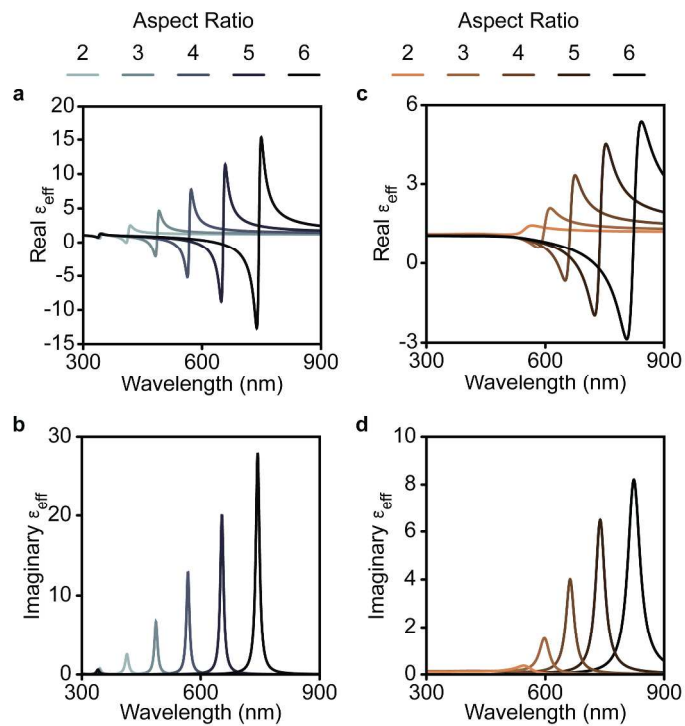 Aspect Ratio
2 3 4 5 6
Aspect Ratio
2 3 4 5 6
a
20
15
10
5
0
-5
-10
-15
Real εeff
300 600 900
Wavelength (nm)
c
6
3
0
-3
Real εeff
300 600 900
Wavelength (nm)
b
30
20
10
0
Imaginary εeff
300 600 900
Wavelength (nm)
d
10
8
6
4
2
0
Imaginary εeff
300 600 900
Wavelength (nm)